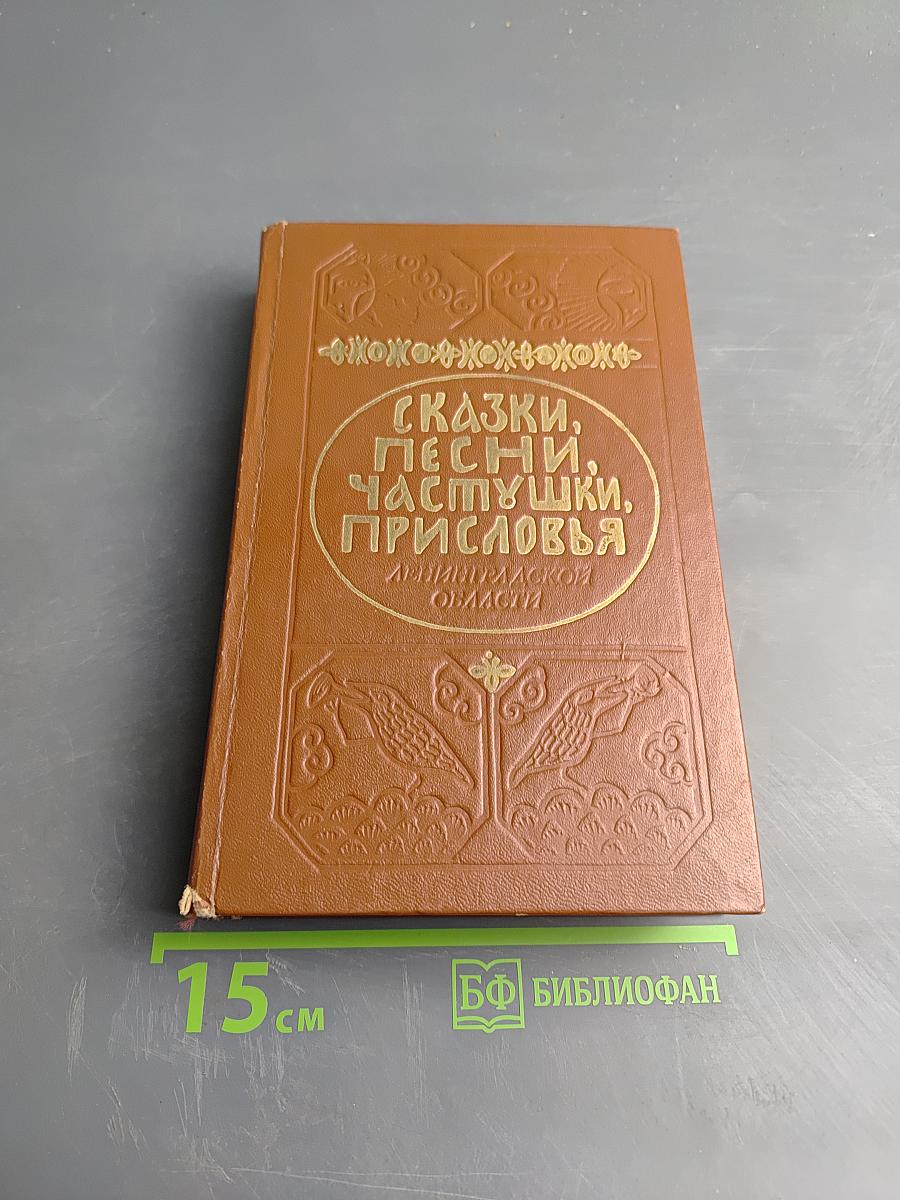 СКАЗКИ,
ПЕСНИ,
ЧАСТУШКИ,
ПРИСЛОВЬЯ
ЛЕНИНГРАДСКОЙ
ОБЛАСТИ
15 см
БФ БИБЛИОФАН